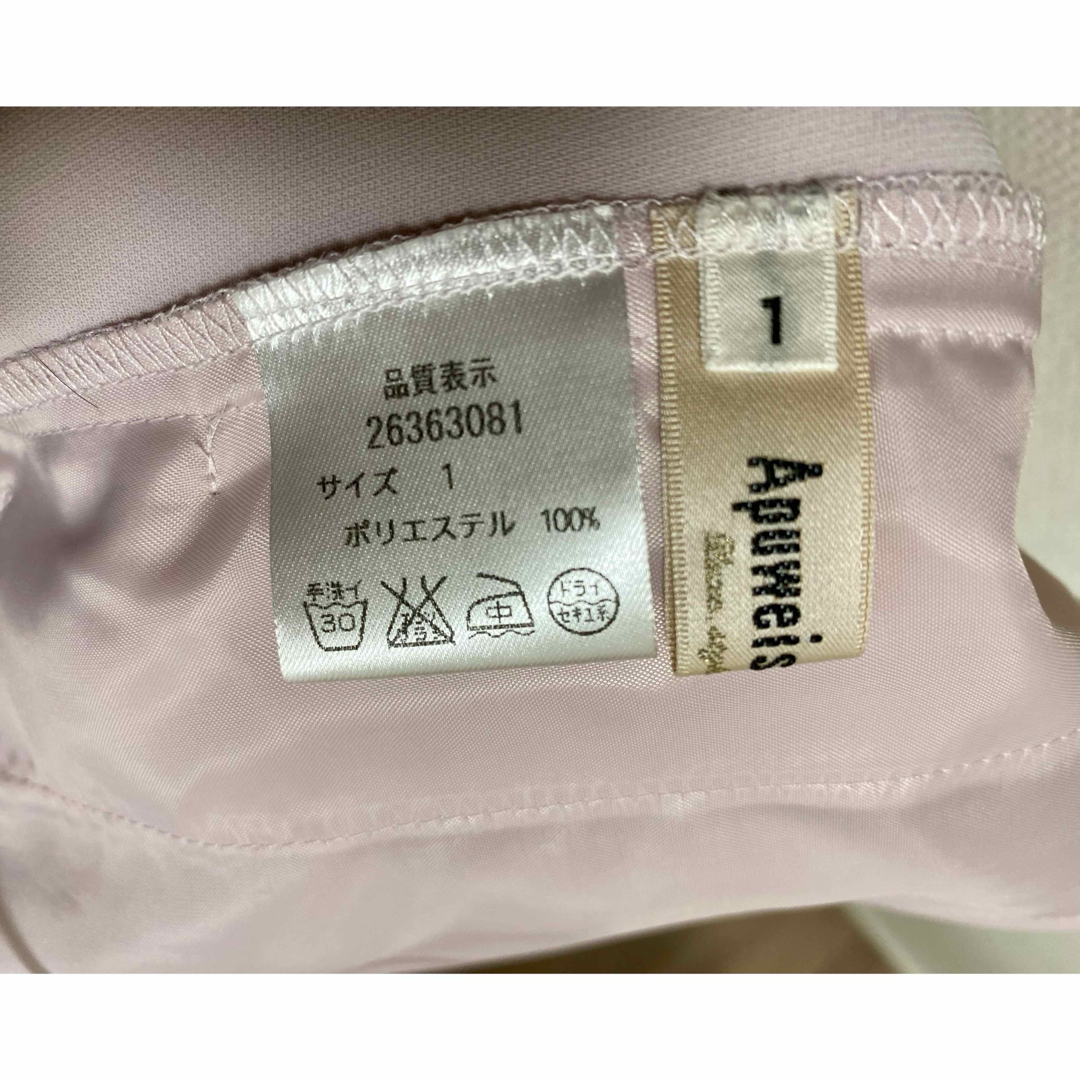 品質表示
26363081
サイズ 1
ポリエステル 100%
手洗イ
30
中
ドライ
セキユ系
1
Apuweis